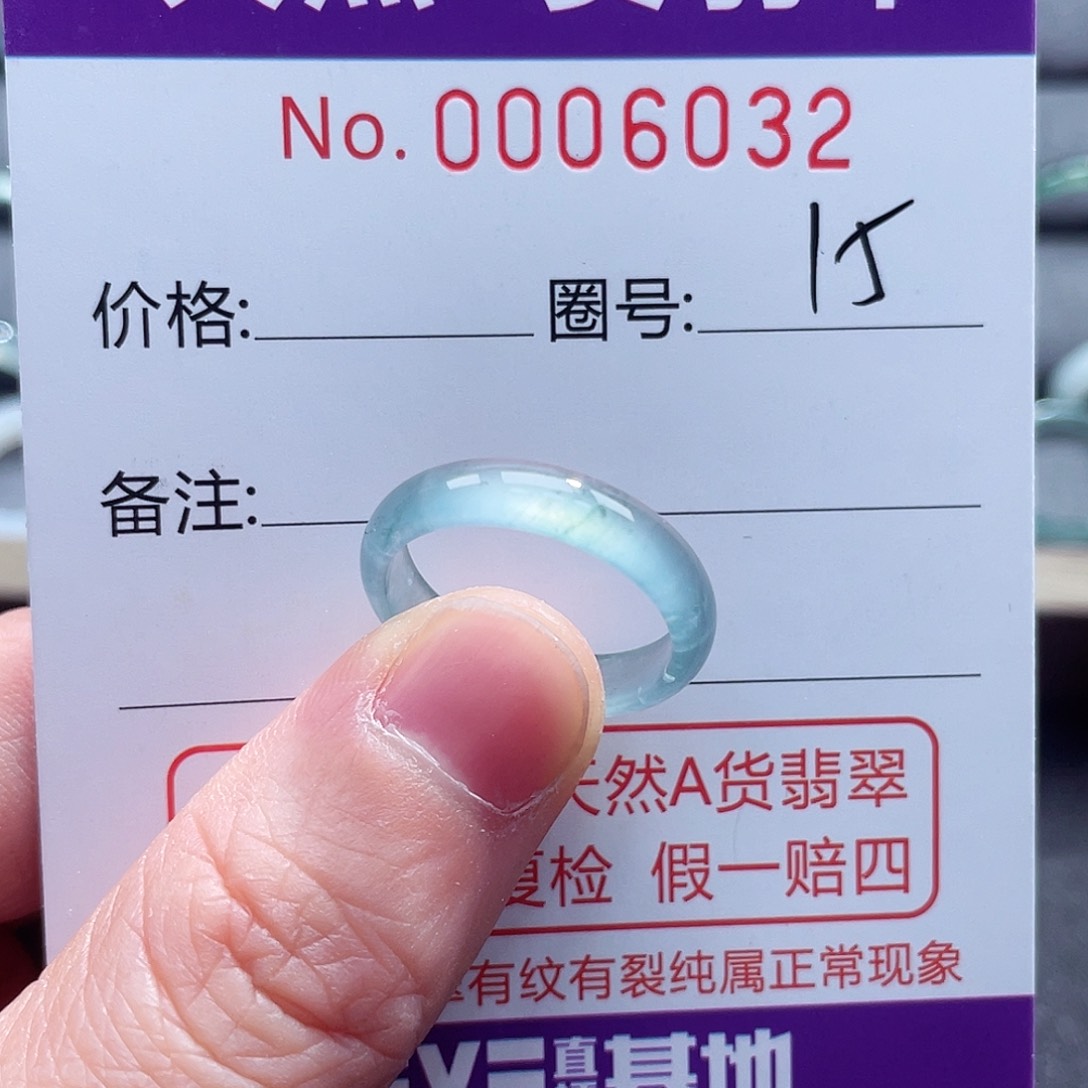 No. 0006032
价格: 圈号: 15
备注:
天然A货翡翠
复检 假一赔四
有纹有裂纯属正常现象
基地